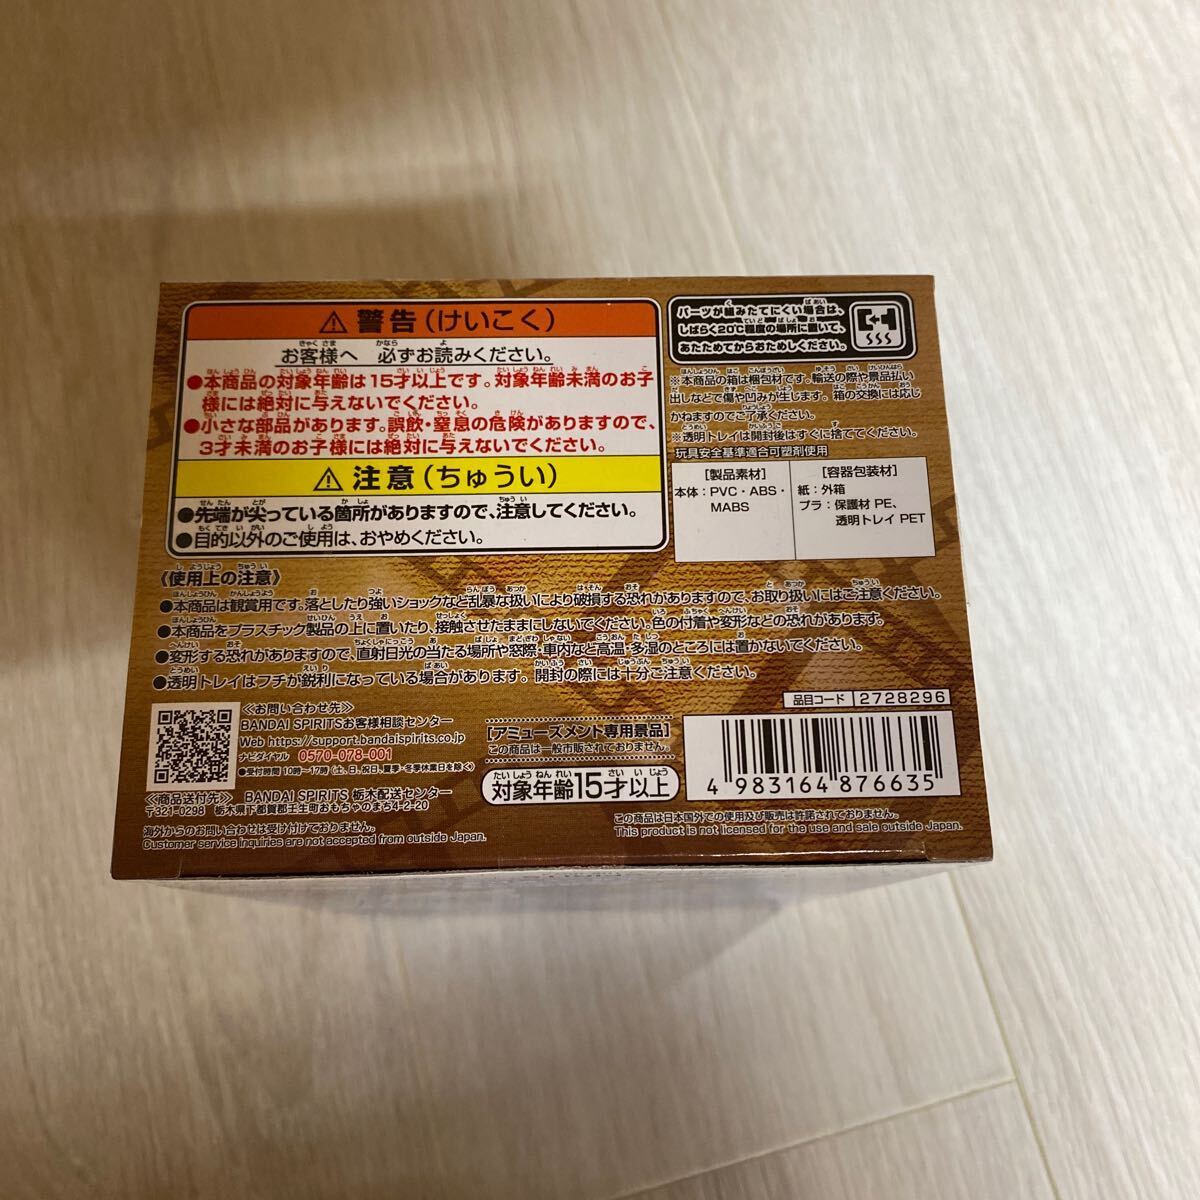 ⚠ 警告(けいこく)
お客様へ 必ずお読みください。
●本商品の対象年齢は15才以上です。対象年齢未満のお子
様には絶対に与えないでください。
●小さな部品があります。誤飲・窒息の危険がありますので、
3才未満のお子様には絶対に与えないでください。
⚠ 注意(ちゅうい)
●先端が尖っている箇所がありますので、注意してください。
●目的以外のご使用は、おやめください。
パーツが組みたてにくい場合は、
しばらく20℃程度の場所に置いて、
あたためてからおためしください。
※本商品の箱は梱包材です。輸送の際や景品払い
出しなどで傷や凹みが生じます。箱の交換には応じ
かねますのでご了承ください。
※透明トレイは開封後はすぐに捨ててください。
玩具安全基準適合可塑剤使用
[製品素材]
本体:PVC・ABS・
MABS
[容器包装材]
紙:外箱
プラ:保護材 PE、
透明トレイ PET
《使用上の注意》
●本商品は観賞用です。落としたり強いショックなど乱暴な扱いにより破損する恐れがありますので、お取り扱いにはご注意ください。
●本商品をプラスチック製品の上に置いたり、接触させたままにしないでください。色の付着や変形などの恐れがあります。
●変形する恐れがありますので、直射日光の当たる場所や窓際・車内など高温・多湿のところには置かないでください。
●透明トレイはフチが鋭利になっている場合があります。開封の際には十分ご注意ください。
品目コード 2728296
≪お問い合わせ先≫
BANDAI SPIRITSお客様相談センター
Web https://support.bandaispirits.co.jp
ナビダイヤル 0570-078-001
●受付時間 10時〜17時(土、日、祝日、夏季・冬季休業日を除く)
≪商品送付先≫ BANDAI SPIRITS 栃木配送センター
〒321-0298 栃木県下都賀郡壬生町おもちゃのまち4-2-20
海外からのお問い合わせは受け付けておりません。
Customer service inquiries are not accepted from outside Japan.
[アミューズメント専用景品]
この商品は一般市販されておりません。
対象年齢15才以上
4 983164 876635
この商品は日本国外での使用及び販売は許諾されておりません。
This product is not licensed for the use and sale outside Japan.